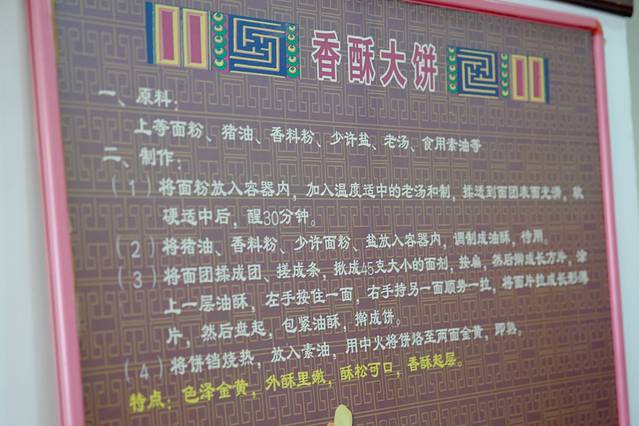 香酥大饼
一、原料：
上等面粉、猪油、香料粉、少许盐、老汤、食用素油等
二、制作：
（1）将面粉放入容器内，加入温度适中的老汤和制，揉透到面团表面光滑，软
硬适中后，醒30分钟。
（2）将猪油、香料粉、少许面粉、盐放入容器内，调制成油酥，待用。
（3）将面团揉成团、搓成条，揪成45克大小的面剂，按扁，然后擀成长方片，涂
上一层油酥，左手按住一面，右手持另一面顺势一拉，将面片拉成长形薄
片，然后卷起，包紧油酥，擀成饼。
（4）将饼铛烧热，放入素油，用中火将饼烙至两面金黄，即熟。
特点：色泽金黄，外酥里嫩，酥松可口，香酥起层。